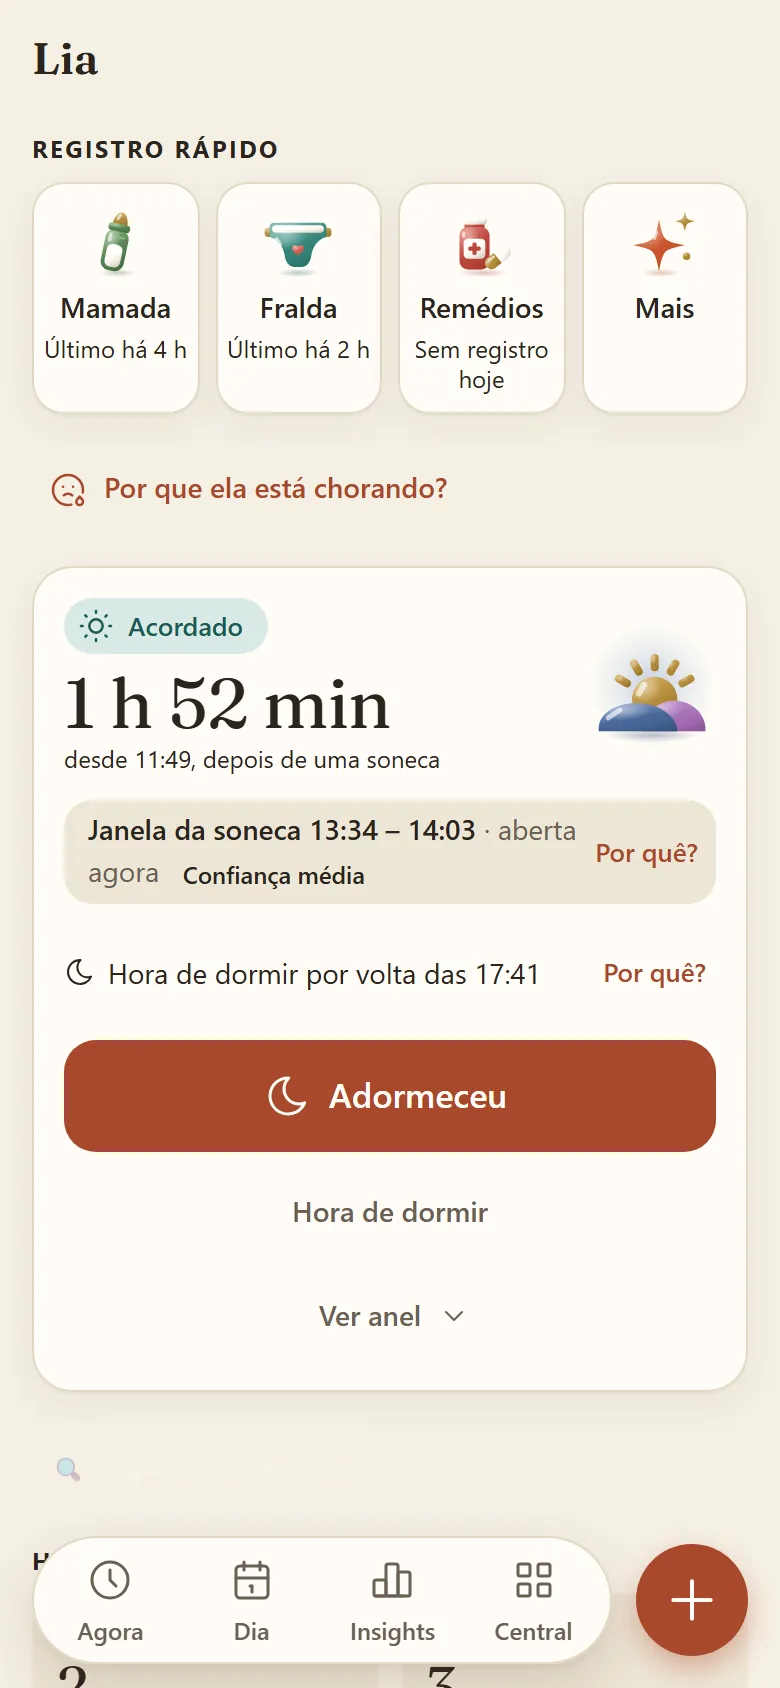 Lia
REGISTRO RÁPIDO
Mamada
Último há 4 h
Fralda
Último há 2 h
Remédios
Sem registro
hoje
Mais
Por que ela está chorando?
Acordado
1 h 52 min
desde 11:49, depois de uma soneca
Janela da soneca 13:34 – 14:03 · aberta
agora Confiança média
Por quê?
Hora de dormir por volta das 17:41
Por quê?
Adormeceu
Hora de dormir
Ver anel
Agora
Dia
Insights
Central